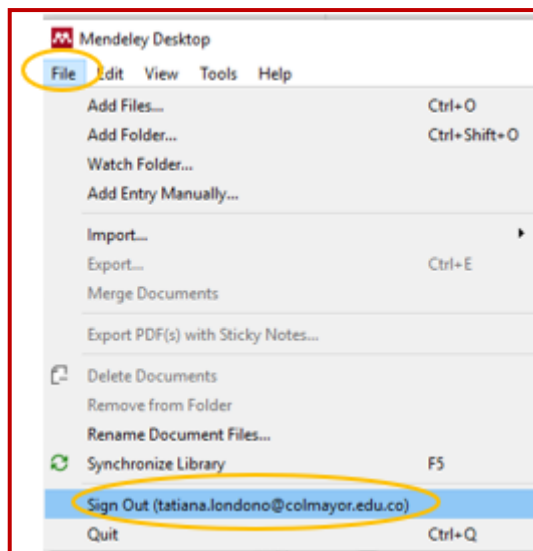 Mendeley Desktop
File Edit View Tools Help
Add Files... Ctrl+O
Add Folder... Ctrl+Shift+O
Watch Folder...
Add Entry Manually...
Import...
Export... Ctrl+E
Merge Documents
Export PDF(s) with Sticky Notes...
Delete Documents
Remove from Folder
Rename Document Files...
Synchronize Library F5
Sign Out (tatiana.londono@colmayor.edu.co)
Quit Ctrl+Q